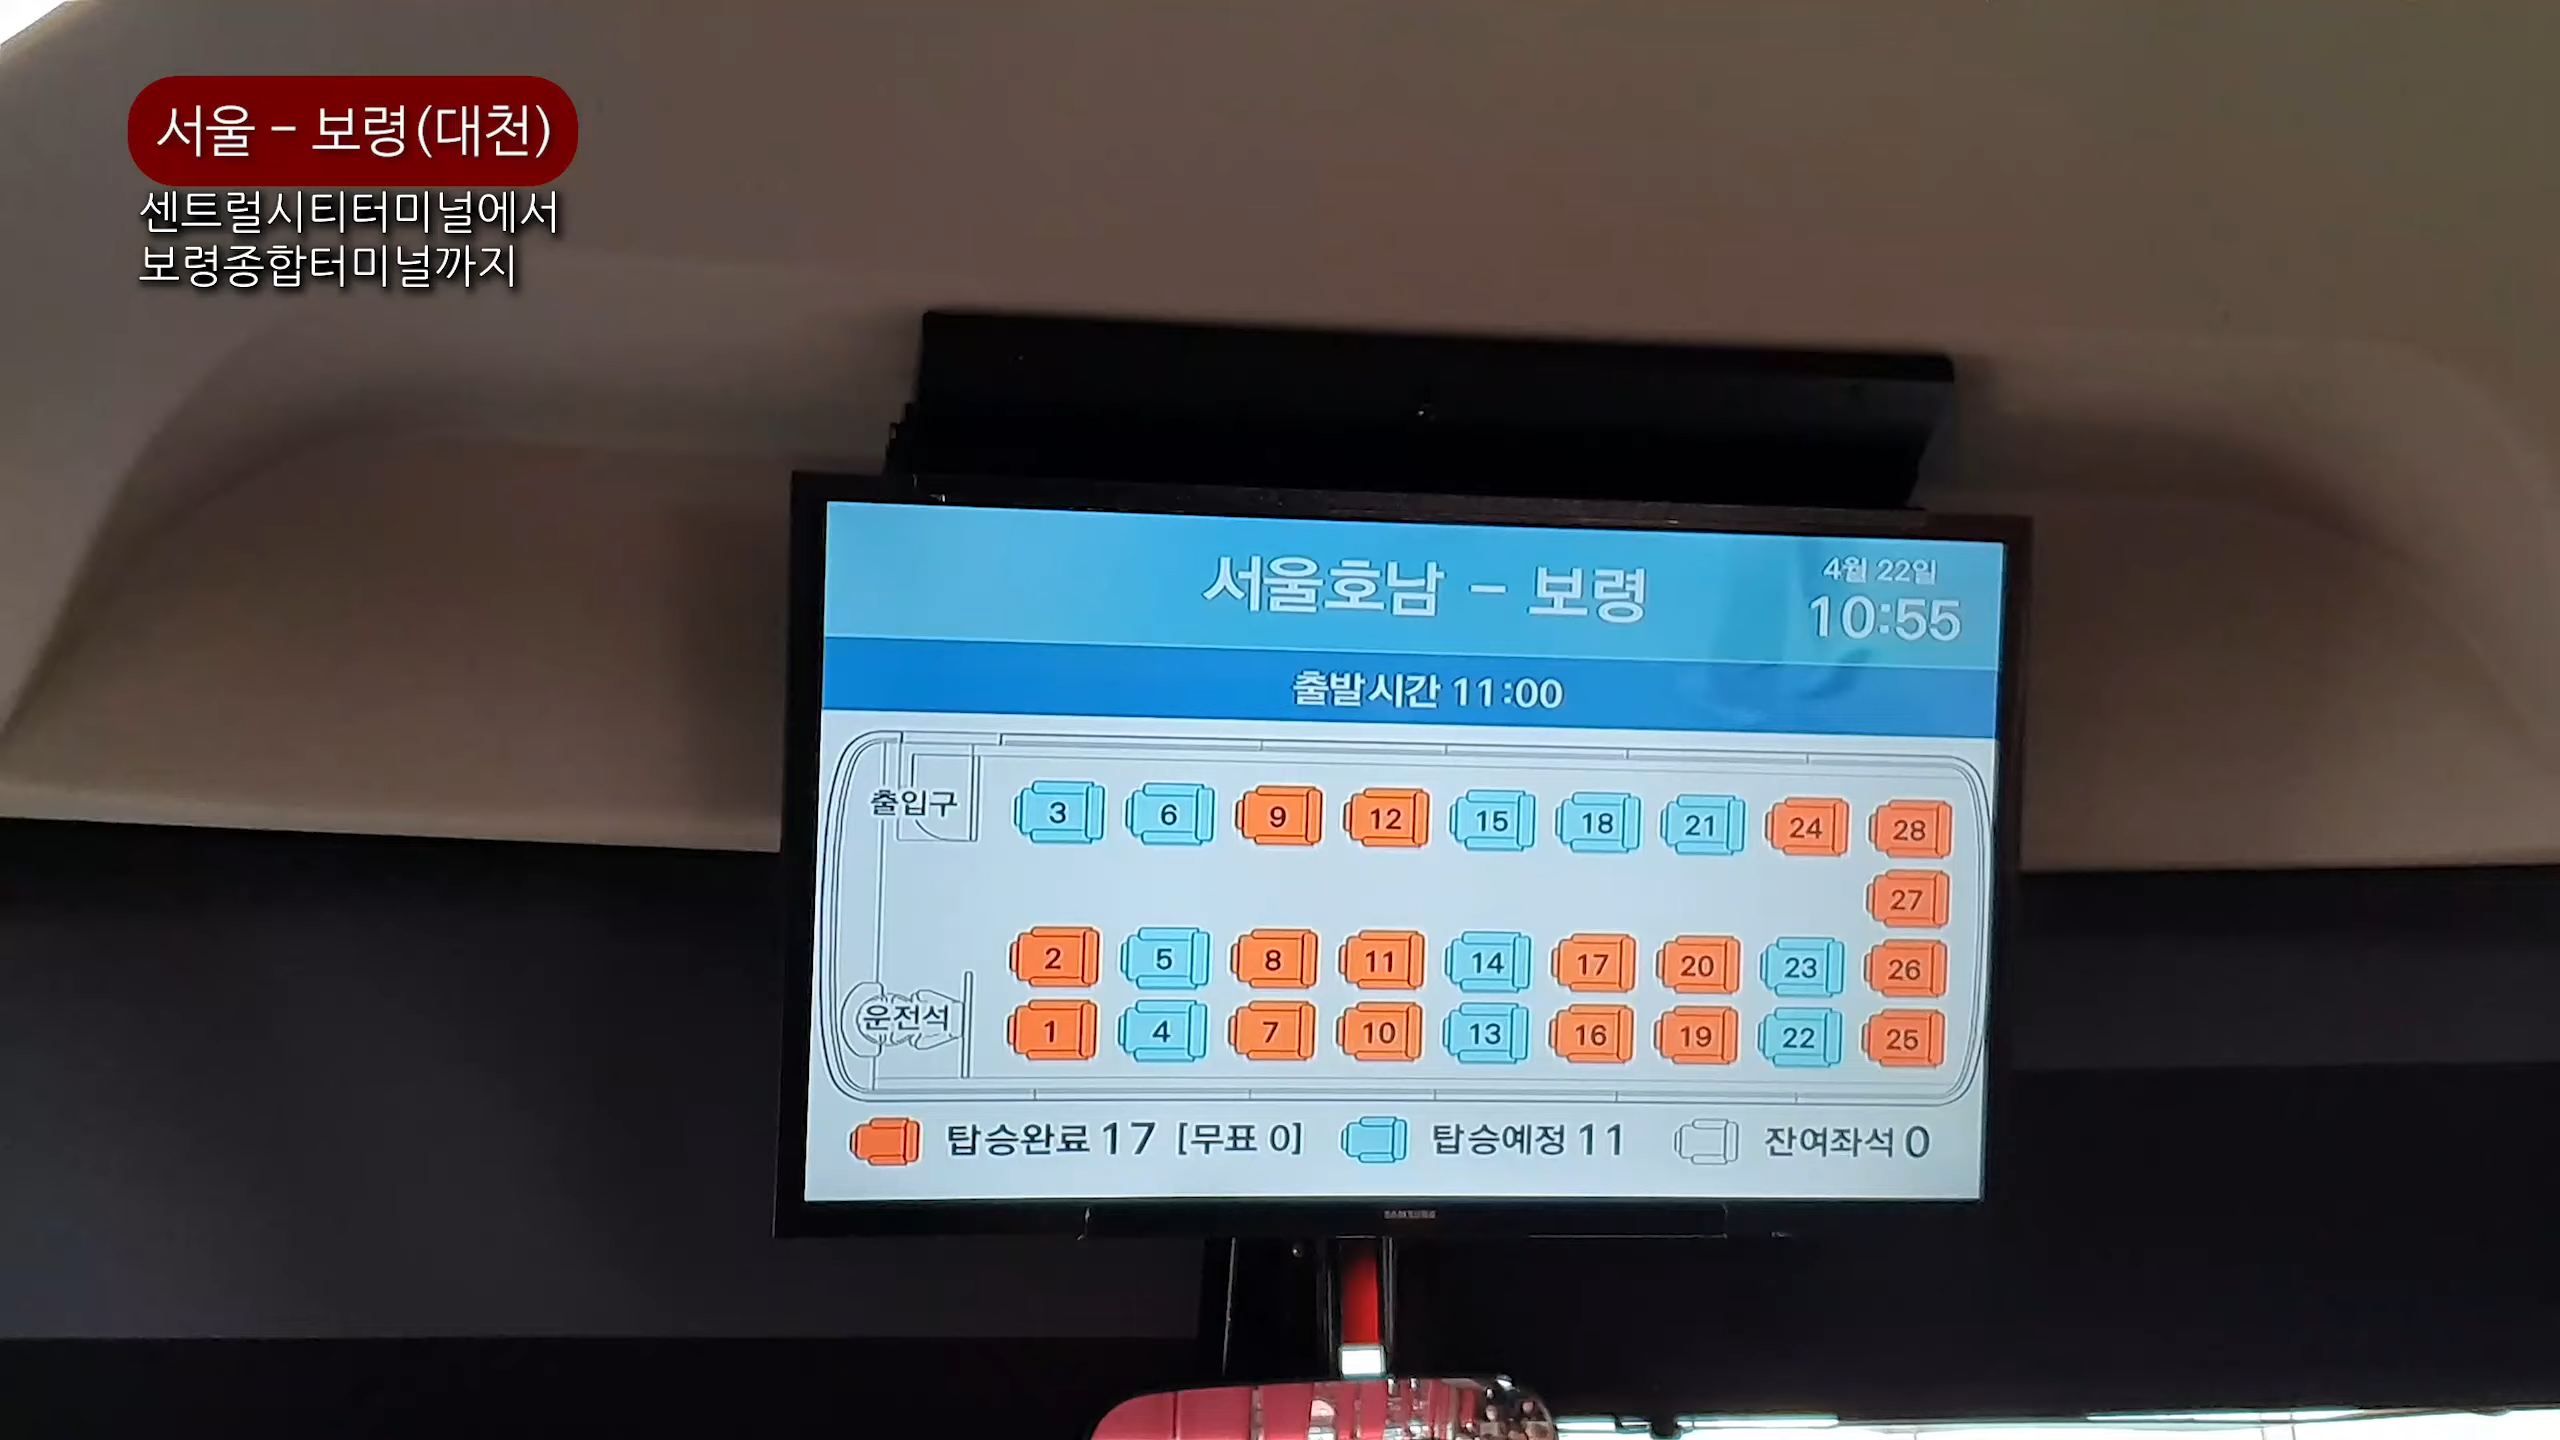 서울 - 보령(대천)
센트럴시티터미널에서
보령종합터미널까지
서울호남 - 보령
4월 22일
10:55
출발시간 11:00
출입구
3 6 9 12 15 18 21 24 28
27
2 5 8 11 14 17 20 23 26
운전석
1 4 7 10 13 16 19 22 25
탑승완료 17 [무표 0] 탑승예정 11 잔여좌석 0
SAMSUNG